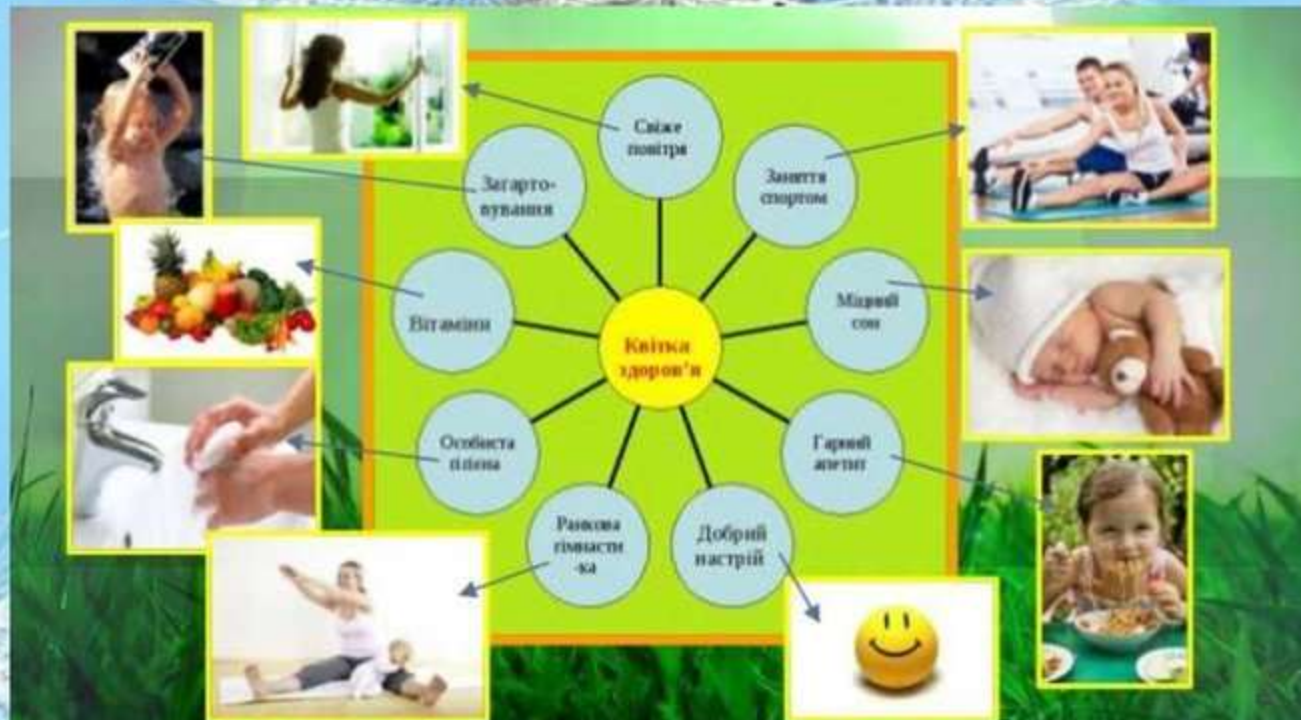 Свіже
повітря
Заняття
спортом
Міцний
сон
Гарний
апетит
Добрий
настрій
Ранкова
гімнасти
-ка
Особиста
гігієна
Вітаміни
Загарто-
вування
Квітка
здоров'я